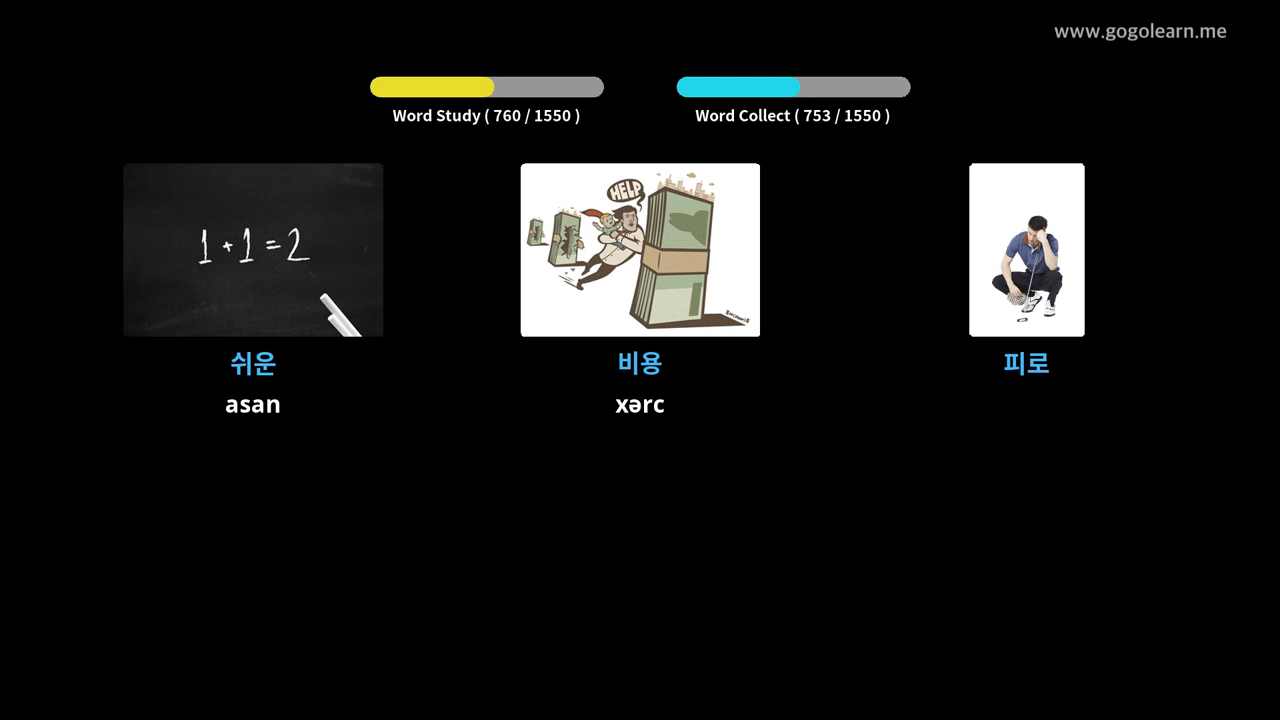 www.gogolearn.me
Word Study ( 760 / 1550 )
Word Collect ( 753 / 1550 )
1 + 1 = 2
HELP
쉬운
비용
피로
asan
xərc